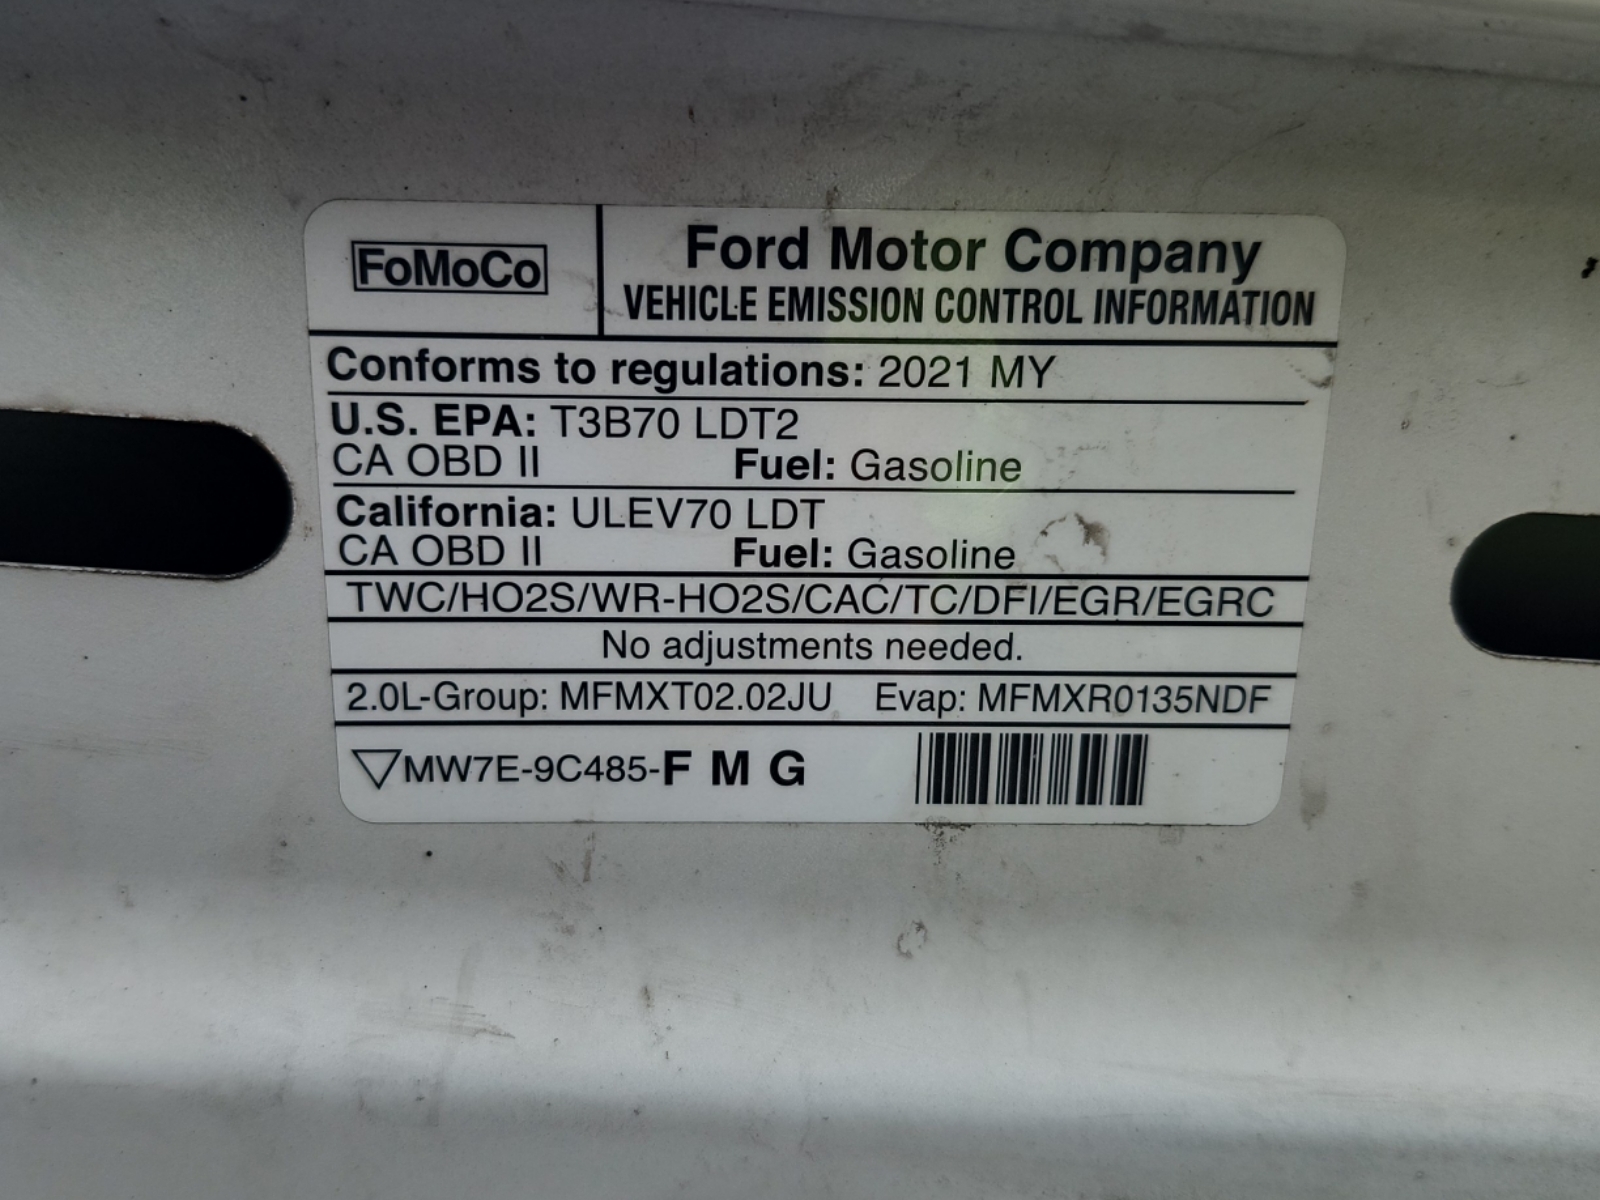 FoMoCo
Ford Motor Company
VEHICLE EMISSION CONTROL INFORMATION
Conforms to regulations: 2021 MY
U.S. EPA: T3B70 LDT2
CA OBD II Fuel: Gasoline
California: ULEV70 LDT
CA OBD II Fuel: Gasoline
TWC/HO2S/WR-HO2S/CAC/TC/DFI/EGR/EGRC
No adjustments needed.
2.0L-Group: MFMXT02.02JU Evap: MFMXR0135NDF
MW7E-9C485-F M G